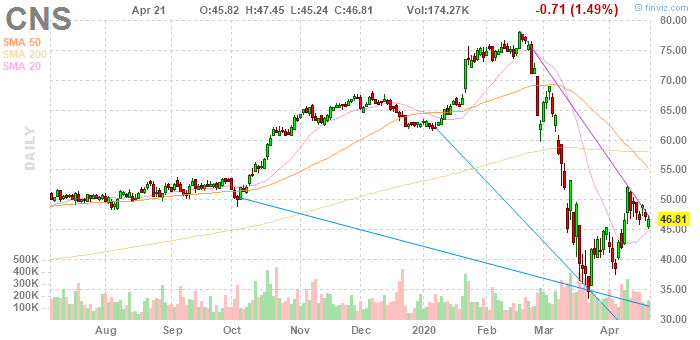 CNS Apr 21 O:45.82 H:47.45 L:45.24 C:46.81 Vol:174.27K -0.71 (1.49%)
© finviz.com
SMA 50
SMA 200
SMA 20
DAILY
80.00
75.00
70.00
65.00
60.00
55.00
50.00
46.81
45.00
40.00
35.00
30.00
500K
400K
300K
200K
100K
Aug Sep Oct Nov Dec 2020 Feb Mar Apr